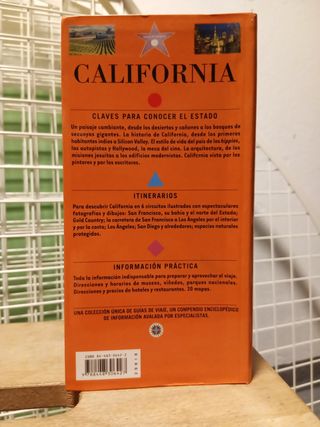 CALIFORNIA
CLAVES PARA CONOCER EL ESTADO
Un paisaje cambiante, desde los desiertos y cañones a los bosques de
secuoyas gigantes. La historia de California, desde los primeros
habitantes indios a Silicon Valley. El estilo de vida del país de los hippies,
las autopistas y Hollywood, la meca del cine. La arquitectura, de las
misiones jesuitas a los edificios modernistas. California vista por los
pintores y por los escritores.
ITINERARIOS
Para descubrir California en 6 circuitos ilustrados con espectaculares
fotografías y dibujos: San Francisco, su bahía y el norte del Estado;
Gold Country; la carretera de San Francisco a Los Angeles por el interior
y por la costa; Los Angeles; San Diego y alrededores; espacios naturales
protegidos.
INFORMACIÓN PRÁCTICA
Toda la información indispensable para preparar y aprovechar el viaje.
Direcciones y horarios de museos, viñedos, parques nacionales.
Direcciones y precios de hoteles y restaurantes. 20 mapas.
UNA COLECCIÓN ÚNICA DE GUÍAS DE VIAJE, UN COMPENDIO ENCICLOPÉDICO
DE INFORMACIÓN AVALADA POR ESPECIALISTAS.